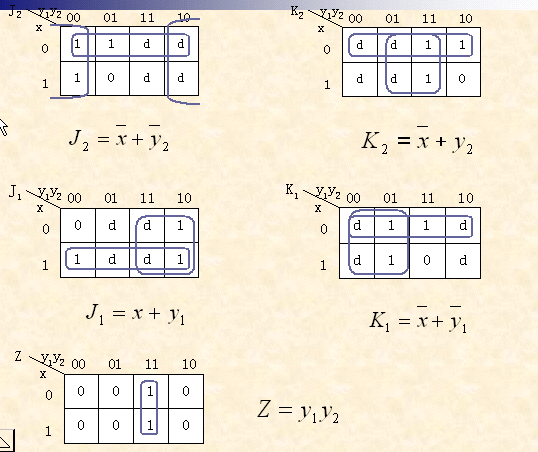 J₂ y₁y₂ 00 01 11 10
x
0 1 1 d d
1 1 0 d d
J₂ = x̄ + ȳ₂
K₂ y₁y₂ 00 01 11 10
x
0 d d 1 1
1 d d 1 0
K₂ = x̄ + y₂
J₁ y₁y₂ 00 01 11 10
x
0 0 d d 1
1 1 d d 1
J₁ = x + y₁
K₁ y₁y₂ 00 01 11 10
x
0 d 1 1 d
1 d 1 0 d
K₁ = x̄ + ȳ₁
Z y₁y₂ 00 01 11 10
x
0 0 0 1 0
1 0 0 1 0
Z = y₁y₂